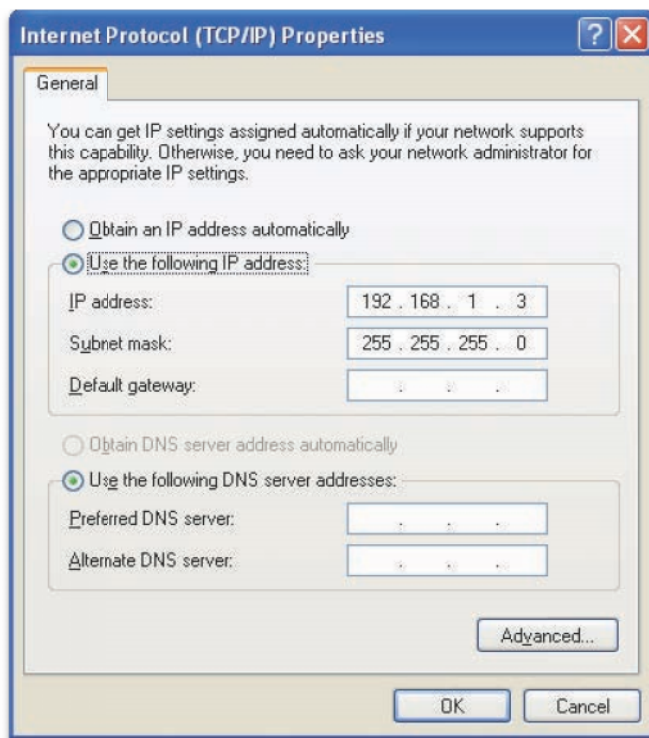 Internet Protocol (TCP/IP) Properties
General
You can get IP settings assigned automatically if your network supports
this capability. Otherwise, you need to ask your network administrator for
the appropriate IP settings.
Obtain an IP address automatically
Use the following IP address:
IP address: 192 . 168 . 1 . 3
Subnet mask: 255 . 255 . 255 . 0
Default gateway: . . .
Obtain DNS server address automatically
Use the following DNS server addresses:
Preferred DNS server: . . .
Alternate DNS server: . . .
Advanced...
OK Cancel